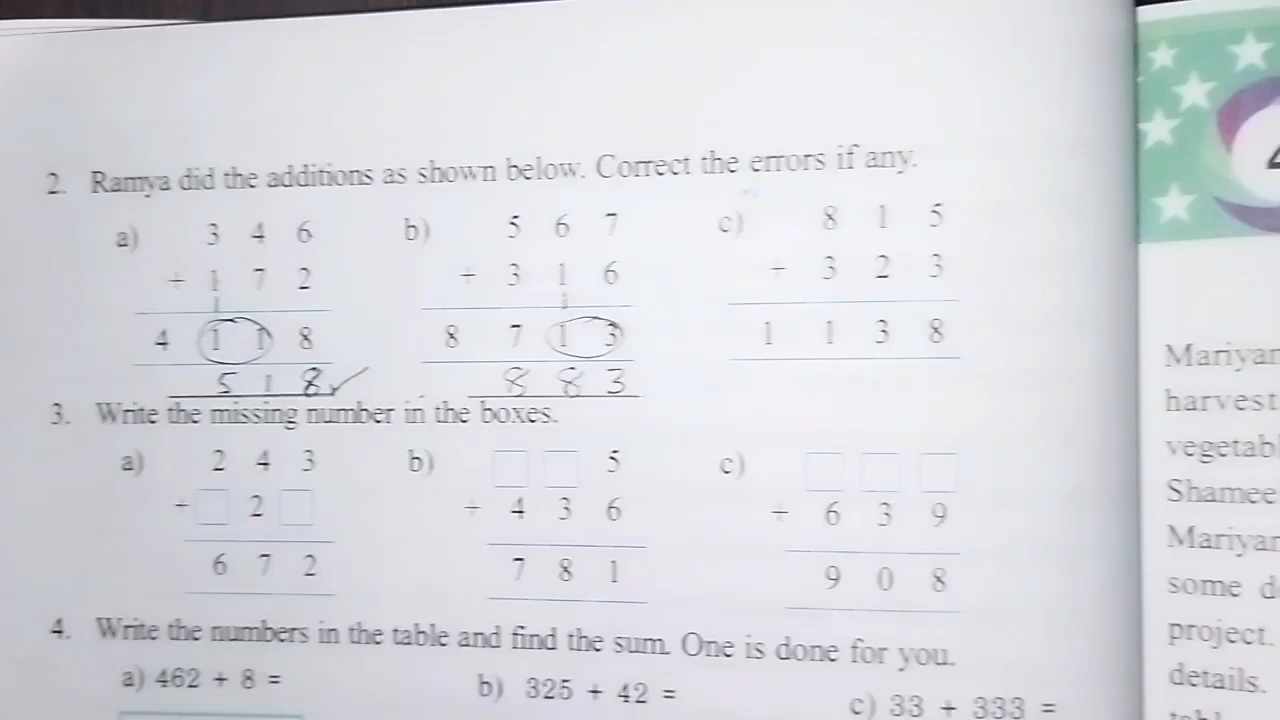 2. Ramya did the additions as shown below. Correct the errors if any.
a) 3 4 6 b) 5 6 7 c) 8 1 5
+ 1 7 2 + 3 1 6 + 3 2 3
1 1
4 1 1 8 8 7 1 3 1 1 3 8
5 1 8 ✓ 8 8 3
3. Write the missing number in the boxes.
a) 2 4 3 b) 5 c)
+ 2 + 4 3 6 + 6 3 9
6 7 2 7 8 1 9 0 8
4. Write the numbers in the table and find the sum. One is done for you.
a) 462 + 8 = b) 325 + 42 = c) 33 + 333 =
harvest
Mariyar
some d
project.
details.